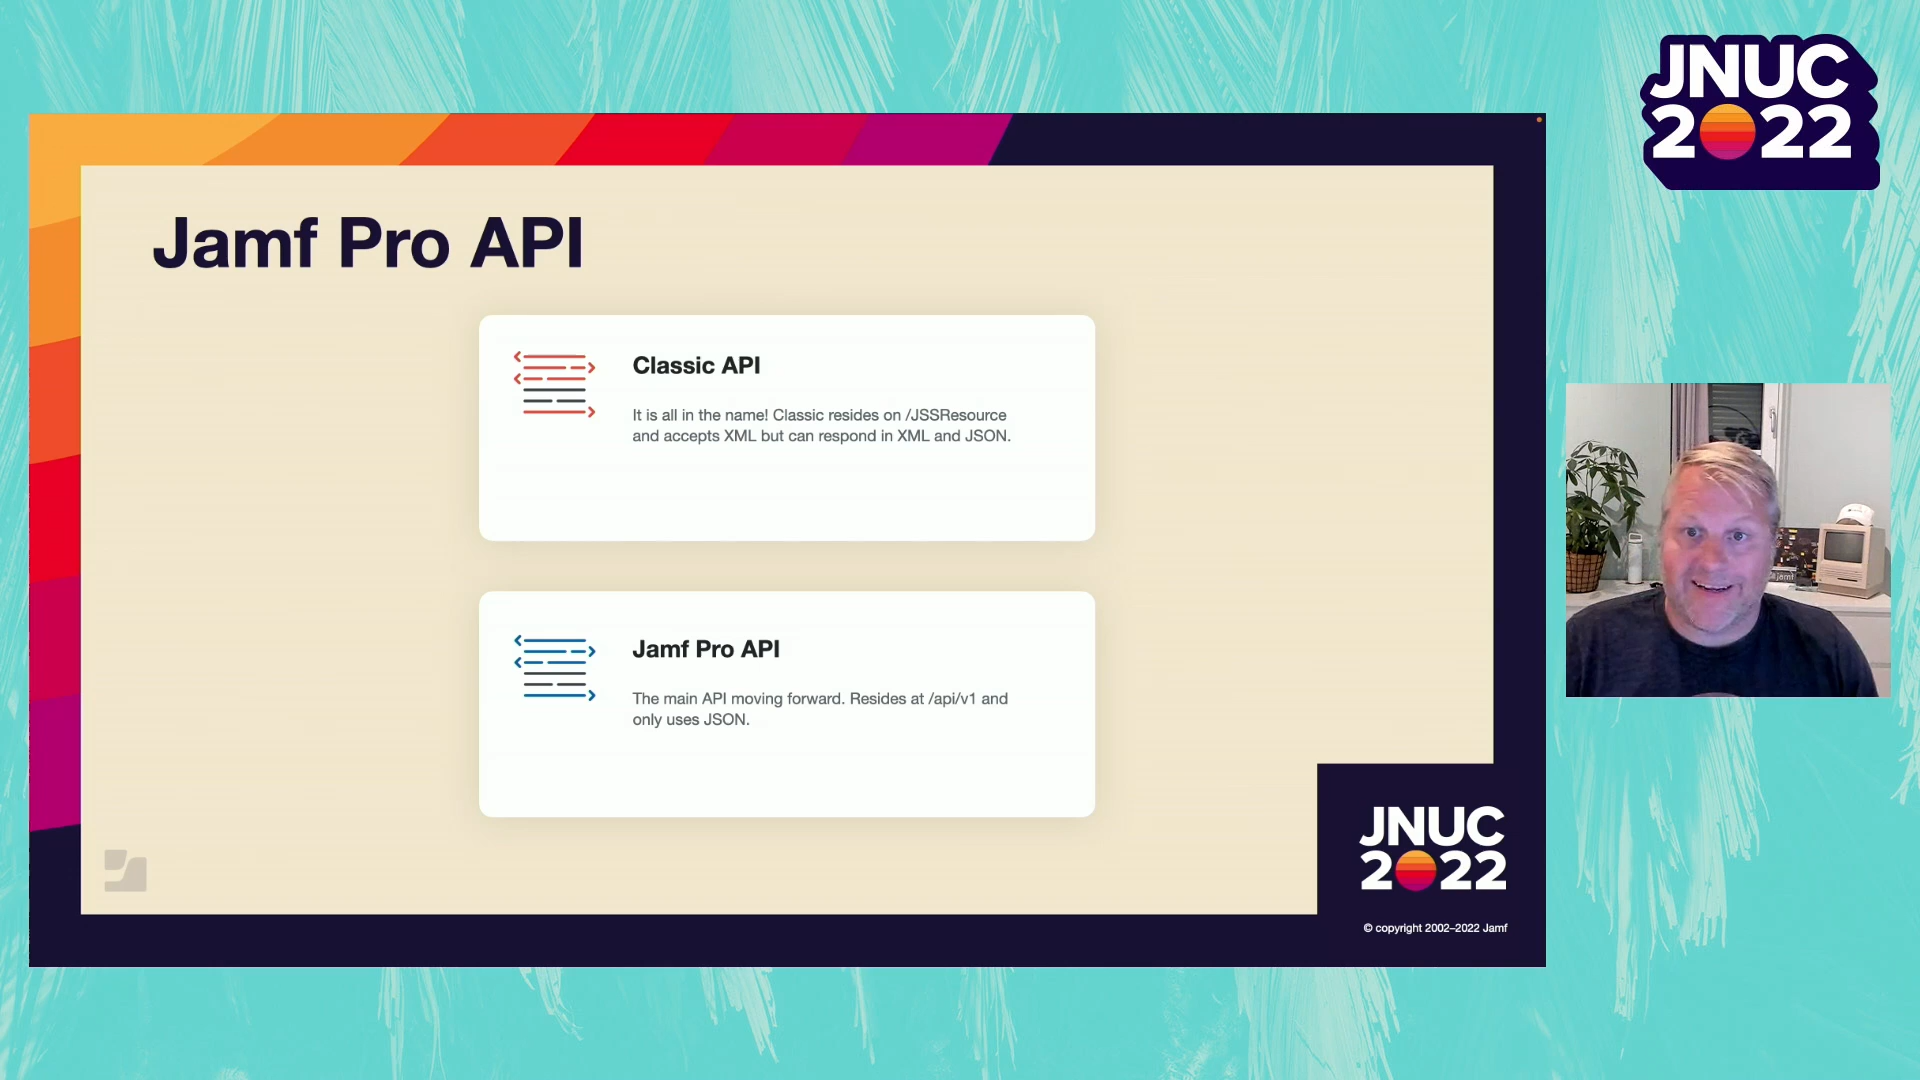 JNUC
2022
Jamf Pro API
Classic API
It is all in the name! Classic resides on /JSSResource
and accepts XML but can respond in XML and JSON.
Jamf Pro API
The main API moving forward. Resides at /api/v1 and
only uses JSON.
jamf
JNUC
2022
© copyright 2002–2022 Jamf